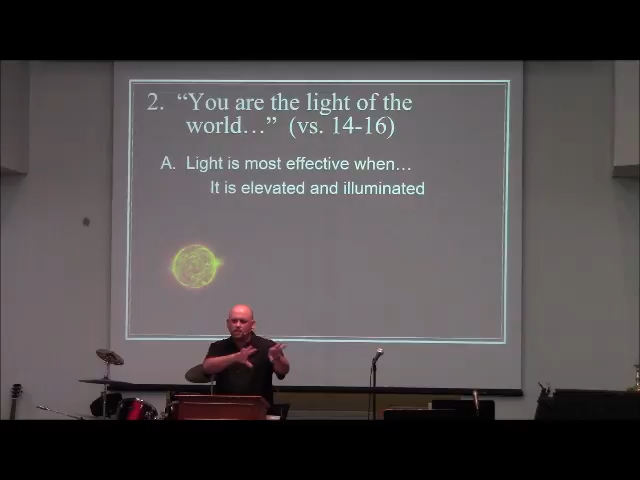 2. “You are the light of the
world…” (vs. 14-16)
A. Light is most effective when…
It is elevated and illuminated